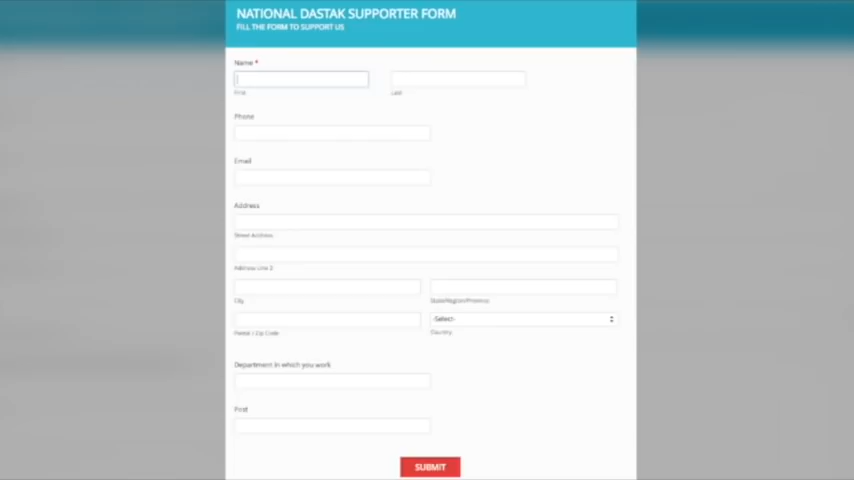 NATIONAL DASTAK SUPPORTER FORM
FILL THE FORM TO SUPPORT US
Name *
First Last
Phone
Email
Address
Street Address
Address Line 2
City State/Region/Province
Postal / Zip Code Country
-Select-
Department in which you work
Post
SUBMIT